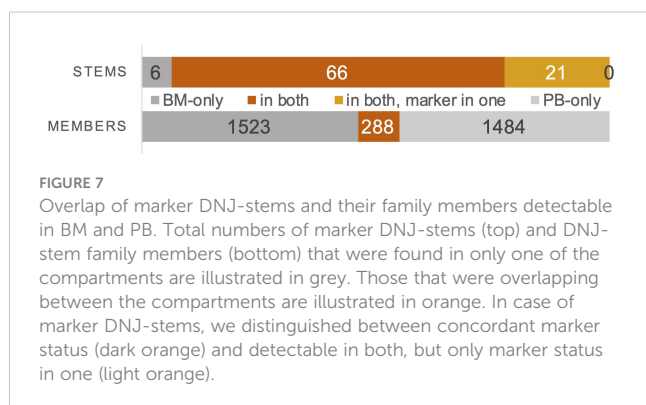 STEMS 6 66 21 0
BM-only in both in both, marker in one PB-only
MEMBERS 1523 288 1484
FIGURE 7
Overlap of marker DNJ-stems and their family members detectable
in BM and PB. Total numbers of marker DNJ-stems (top) and DNJ-
stem family members (bottom) that were found in only one of the
compartments are illustrated in grey. Those that were overlapping
between the compartments are illustrated in orange. In case of
marker DNJ-stems, we distinguished between concordant marker
status (dark orange) and detectable in both, but only marker status
in one (light orange).